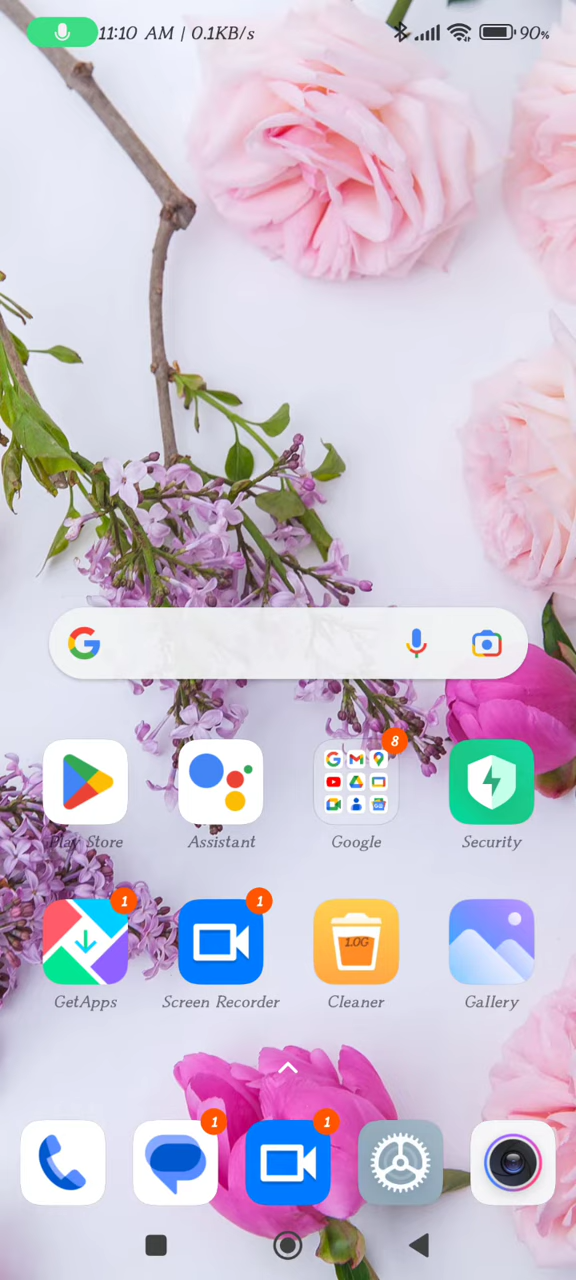 11:10 AM | 0.1KB/s 90%
8
Play Store Assistant Google Security
1 1
1.0G
GetApps Screen Recorder Cleaner Gallery
1 1